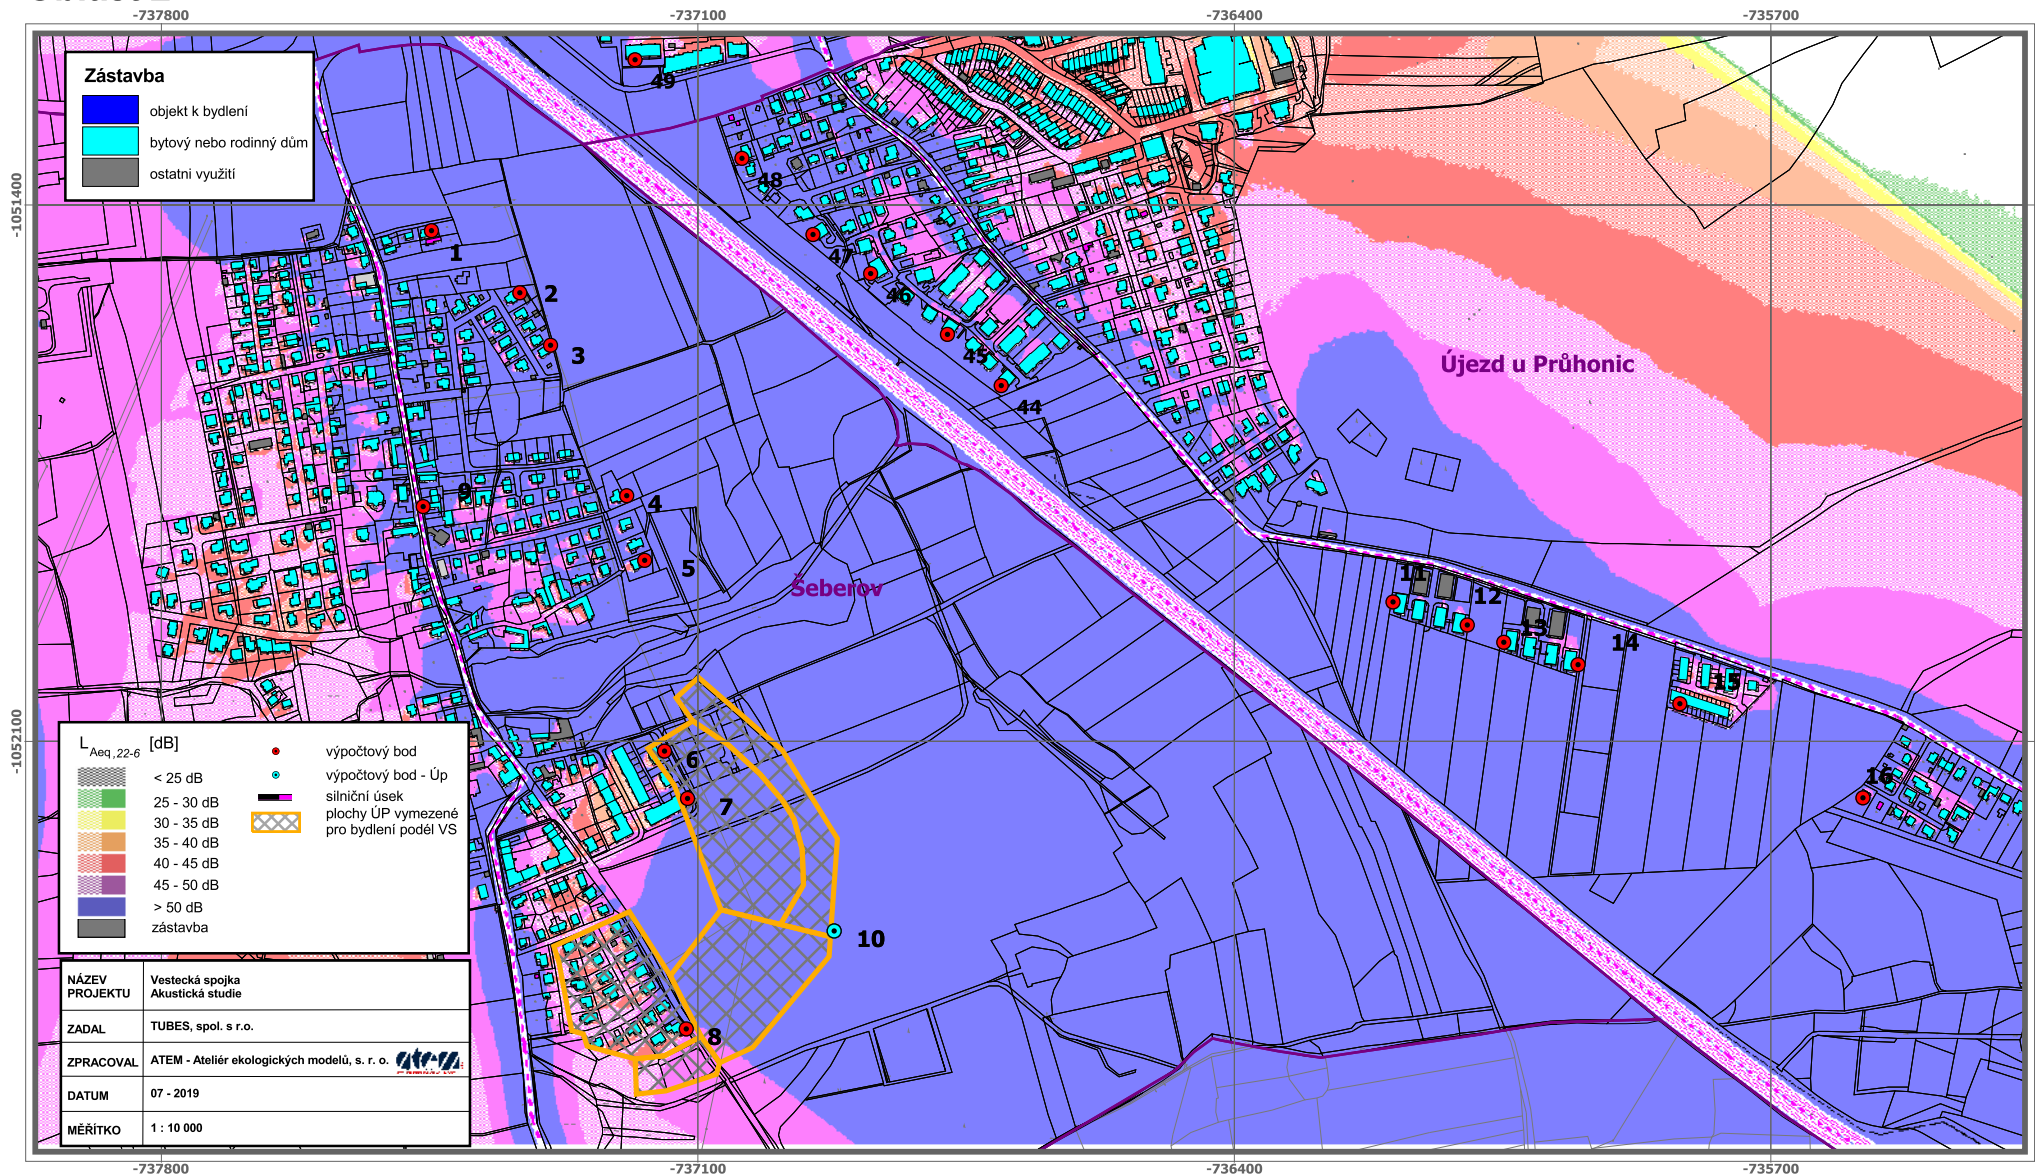 -737800
-737100
-736400
-735700
-1051400
-1052100
Zástavba
objekt k bydlení
bytový nebo rodinný dům
ostatni využití
49
48
47
46
45
44
1
2
3
4
5
9
6
7
8
10
11
12
13
14
15
16
Újezd u Průhonic
Šeberov
L Aeq,22-6 [dB]
< 25 dB
25 - 30 dB
30 - 35 dB
35 - 40 dB
40 - 45 dB
45 - 50 dB
> 50 dB
zástavba
výpočtový bod
výpočtový bod - Úp
silniční úsek
plochy ÚP vymezené
pro bydlení podél VS
NÁZEV PROJEKTU
Vestecká spojka
Akustická studie
ZADAL
TUBES, spol. s r.o.
ZPRACOVAL
ATEM - Ateliér ekologických modelů, s. r. o.
atem
DATUM
07 - 2019
MĚŘÍTKO
1 : 10 000
-737800
-737100
-736400
-735700